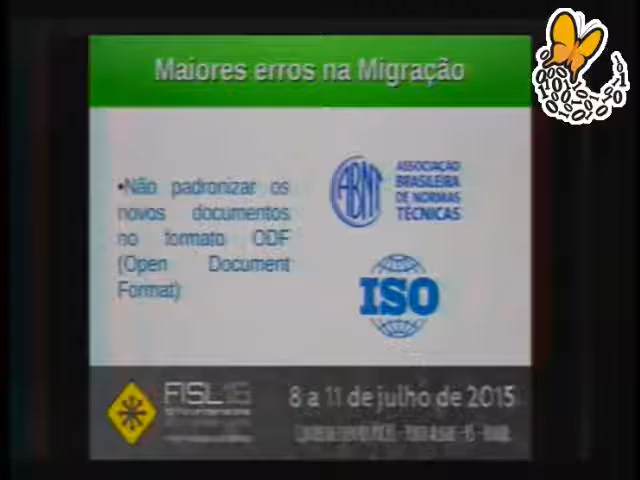 Maiores erros na Migração
•Não padronizar os
novos documentos
no formato ODF
(Open Document
Format)
ABNT
ASSOCIAÇÃO
BRASILEIRA
DE NORMAS
TÉCNICAS
ISO
FISL16
8 a 11 de julho de 2015